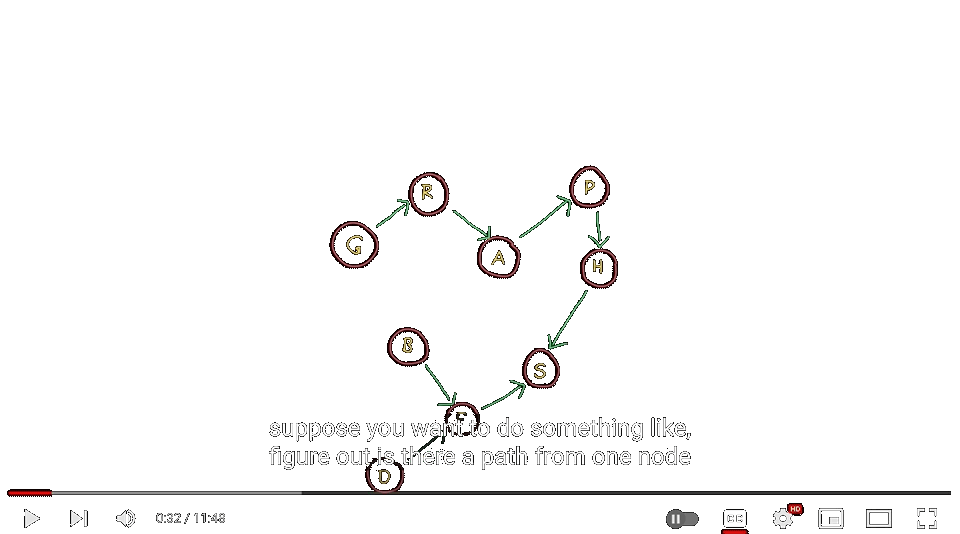 R
P
G
A
H
B
S
suppose you want to do something like,
figure out is there a path from one node
D
0:32 / 11:48
CC
HD